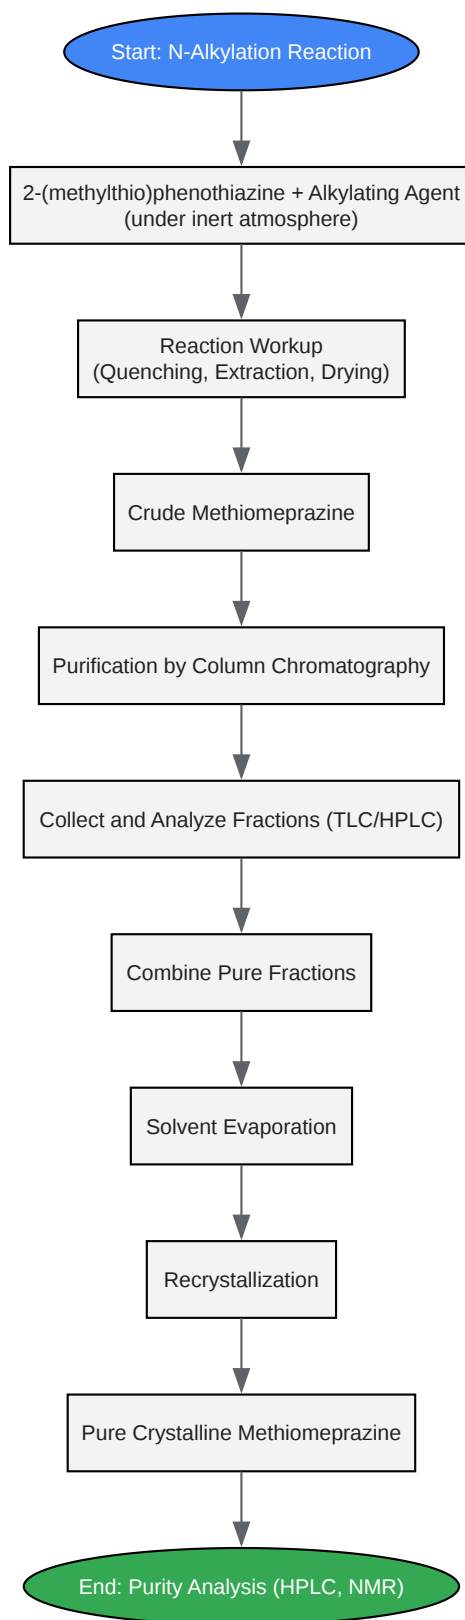 Start: N-Alkylation Reaction
2-(methylthio)phenothiazine + Alkylating Agent
(under inert atmosphere)
Reaction Workup
(Quenching, Extraction, Drying)
Crude Methiomeprazine
Purification by Column Chromatography
Collect and Analyze Fractions (TLC/HPLC)
Combine Pure Fractions
Solvent Evaporation
Recrystallization
Pure Crystalline Methiomeprazine
End: Purity Analysis (HPLC, NMR)